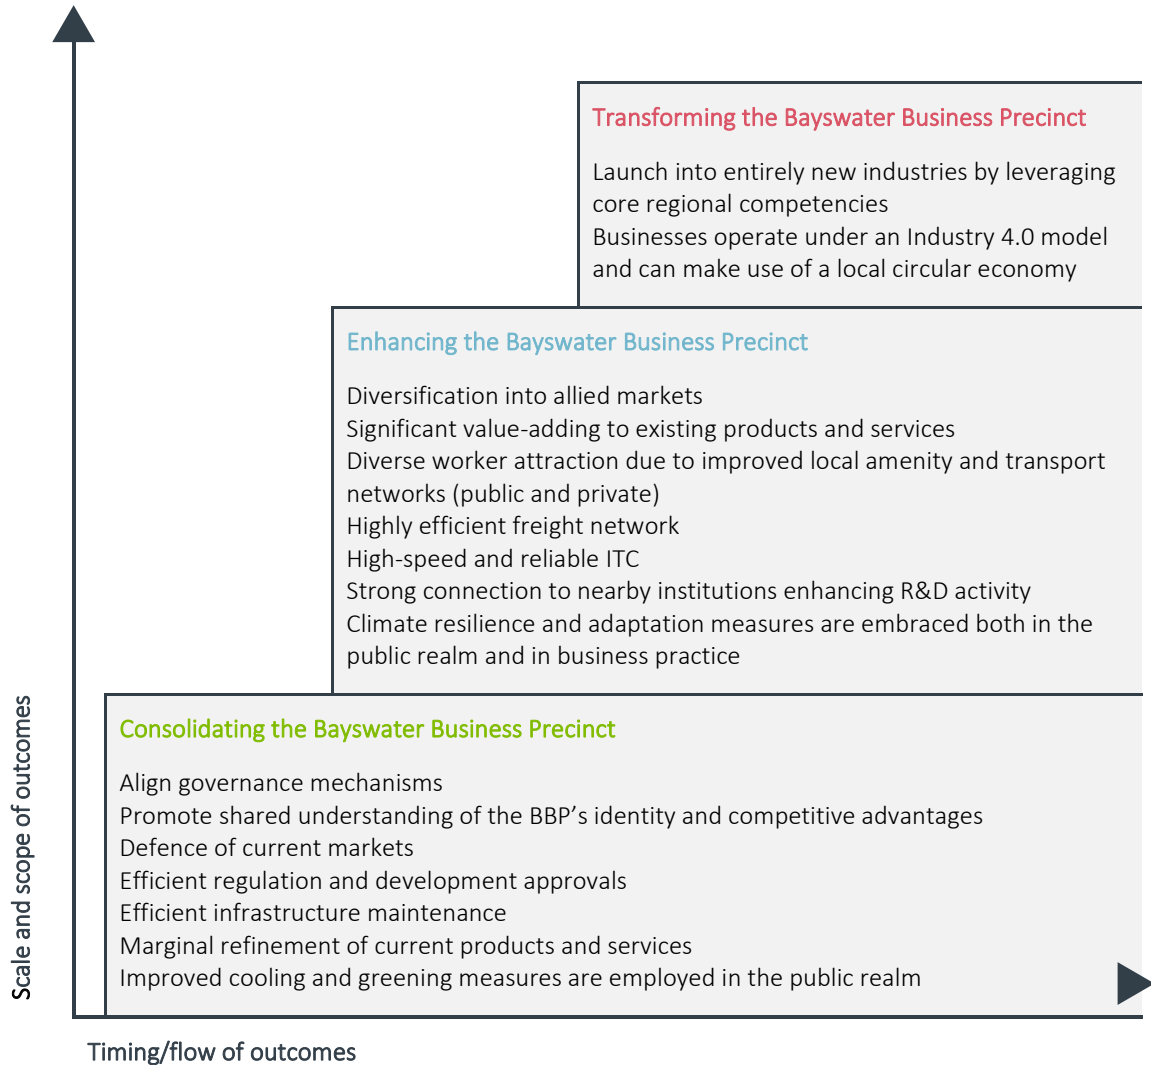 Transforming the Bayswater Business Precinct
Launch into entirely new industries by leveraging
core regional competencies
Businesses operate under an Industry 4.0 model
and can make use of a local circular economy
Enhancing the Bayswater Business Precinct
Diversification into allied markets
Significant value-adding to existing products and services
Diverse worker attraction due to improved local amenity and transport
networks (public and private)
Highly efficient freight network
High-speed and reliable ITC
Strong connection to nearby institutions enhancing R&D activity
Climate resilience and adaptation measures are embraced both in the
public realm and in business practice
Consolidating the Bayswater Business Precinct
Align governance mechanisms
Promote shared understanding of the BBP’s identity and competitive advantages
Defence of current markets
Efficient regulation and development approvals
Efficient infrastructure maintenance
Marginal refinement of current products and services
Improved cooling and greening measures are employed in the public realm
Scale and scope of outcomes
Timing/flow of outcomes